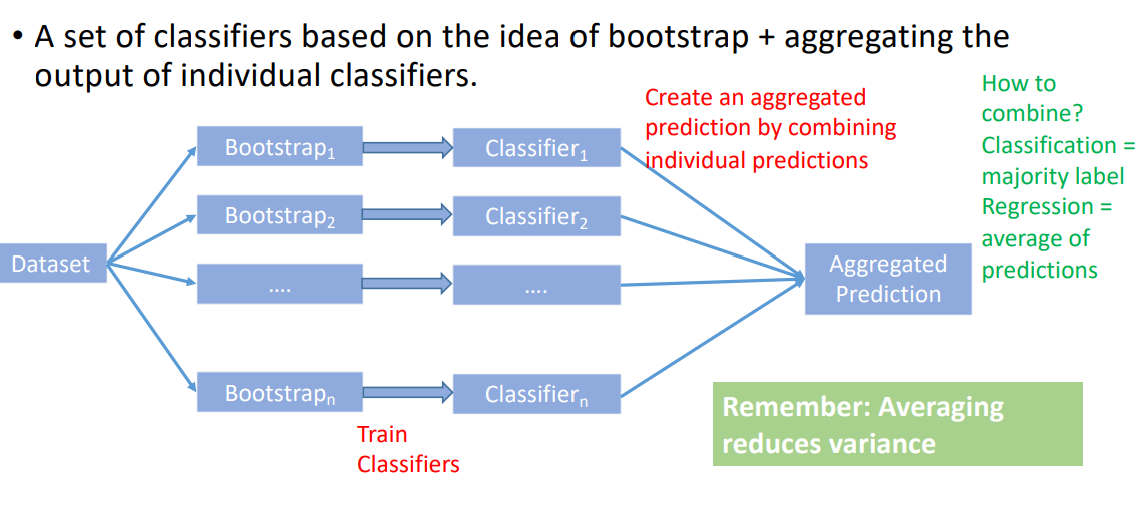 • A set of classifiers based on the idea of bootstrap + aggregating the
output of individual classifiers.
Create an aggregated
prediction by combining
individual predictions
How to
combine?
Classification =
majority label
Regression =
average of
predictions
Dataset
Bootstrap₁
Classifier₁
Bootstrap₂
Classifier₂
....
....
Bootstrapₙ
Classifierₙ
Train
Classifiers
Aggregated
Prediction
Remember: Averaging
reduces variance